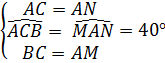 AC = AN
ACB = MAN = 40°
BC = AM